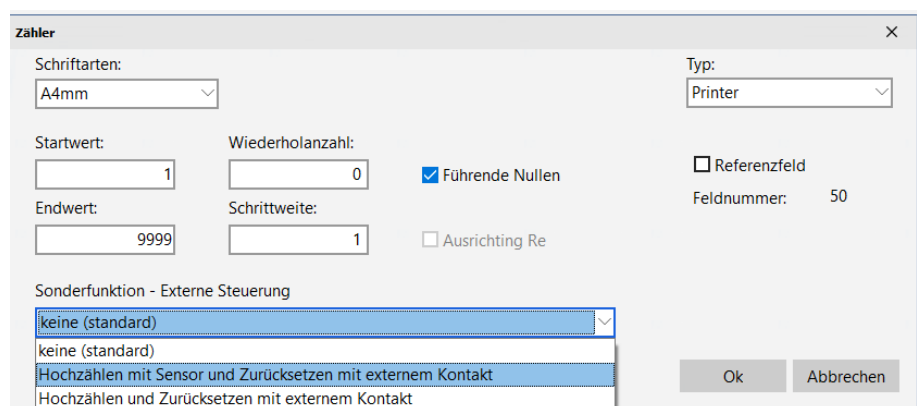 Zähler
Schriftarten:
Typ:
A4mm
Printer
Startwert:
Wiederholanzahl:
1
0
Führende Nullen
Referenzfeld
Feldnummer: 50
Endwert:
Schrittweite:
9999
1
Ausrichting Re
Sonderfunktion - Externe Steuerung
keine (standard)
keine (standard)
Hochzählen mit Sensor und Zurücksetzen mit externem Kontakt
Hochzählen und Zurücksetzen mit externem Kontakt
Ok
Abbrechen